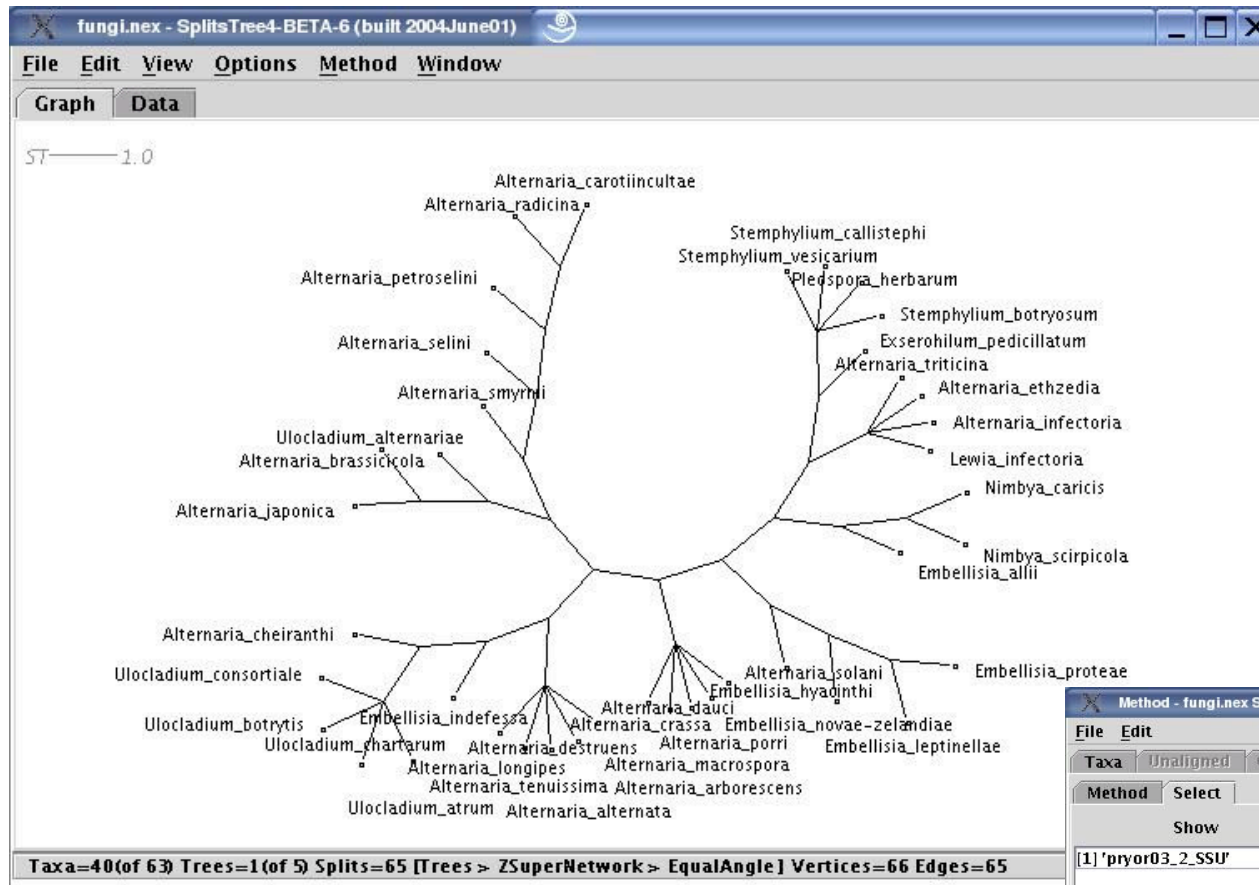 fungi.nex - SplitsTree4-BETA-6 (built 2004June01)
File Edit View Options Method Window
Graph Data
ST 1.0
Alternaria_carotiincultae
Alternaria_radicina
Stemphylium_callistephi
Stemphylium_vesicarium
Alternaria_petroselini
Pleospora_herbarum
Stemphylium_botryosum
Alternaria_selini
Exserohilum_pedicillatum
Alternaria_triticina
Alternaria_smyrnii
Alternaria_ethzedia
Alternaria_infectoria
Ulocladium_alternariae
Alternaria_brassicicola
Lewia_infectoria
Nimbya_caricis
Alternaria_japonica
Nimbya_scirpicola
Embellisia_allii
Alternaria_cheiranthi
Ulocladium_consortiale
Alternaria_solani
Embellisia_proteae
Embellisia_hyacinthi
Alternaria_dauci
Ulocladium_botrytis
Embellisia_indefessa
Alternaria_crassa
Embellisia_novae-zelandiae
Ulocladium_chartarum
Alternaria_destruens
Alternaria_porri
Embellisia_leptinellae
Alternaria_longipes
Alternaria_macrospora
Alternaria_tenuissima
Alternaria_arborescens
Ulocladium_atrum
Alternaria_alternata
Taxa=40(of 63) Trees=1(of 5) Splits=65 [Trees > ZSuperNetwork > EqualAngle] Vertices=66 Edges=65
Method - fungi.nex S
File Edit
Taxa Unaligned
Method Select
Show
[1] 'pryor03_2_SSU'